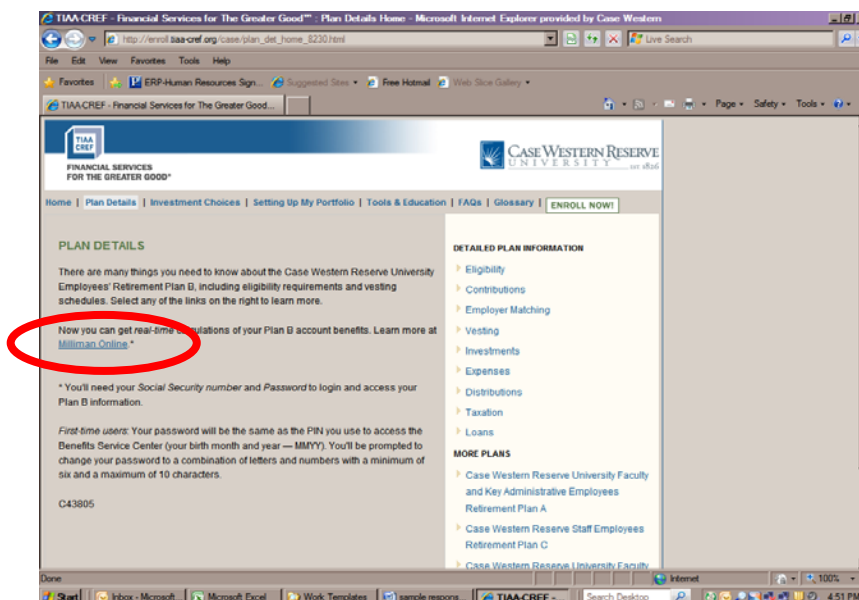 TIAA-CREF - Financial Services for The Greater Good™ : Plan Details Home - Microsoft Internet Explorer provided by Case Western
http://enroll.tiaa-cref.org/case/plan_det_home_8230.html
Live Search
File Edit View Favorites Tools Help
Favorites ERP-Human Resources Sign... Suggested Sites Free Hotmail Web Slice Gallery
TIAA-CREF - Financial Services for The Greater Good... Page Safety Tools
TIAA
CREF
FINANCIAL SERVICES
FOR THE GREATER GOOD®
CASE WESTERN RESERVE
UNIVERSITY EST 1826
Home | Plan Details | Investment Choices | Setting Up My Portfolio | Tools & Education | FAQs | Glossary | ENROLL NOW!
PLAN DETAILS
There are many things you need to know about the Case Western Reserve University
Employees' Retirement Plan B, including eligibility requirements and vesting
schedules. Select any of the links on the right to learn more.
Now you can get real-time calculations of your Plan B account benefits. Learn more at
Milliman Online.*
* You'll need your Social Security number and Password to login and access your
Plan B information.
First-time users: Your password will be the same as the PIN you use to access the
Benefits Service Center (your birth month and year — MMYY). You'll be prompted to
change your password to a combination of letters and numbers with a minimum of
six and a maximum of 10 characters.
C43805
DETAILED PLAN INFORMATION
Eligibility
Contributions
Employer Matching
Vesting
Investments
Expenses
Distributions
Taxation
Loans
MORE PLANS
Case Western Reserve University Faculty
and Key Administrative Employees
Retirement Plan A
Case Western Reserve Staff Employees
Retirement Plan C
Case Western Reserve University Faculty
Done Internet 100%
Start Inbox - Microsoft... Microsoft Excel Work Templates sample respons... TIAA-CREF - ... Search Desktop 4:51 PM